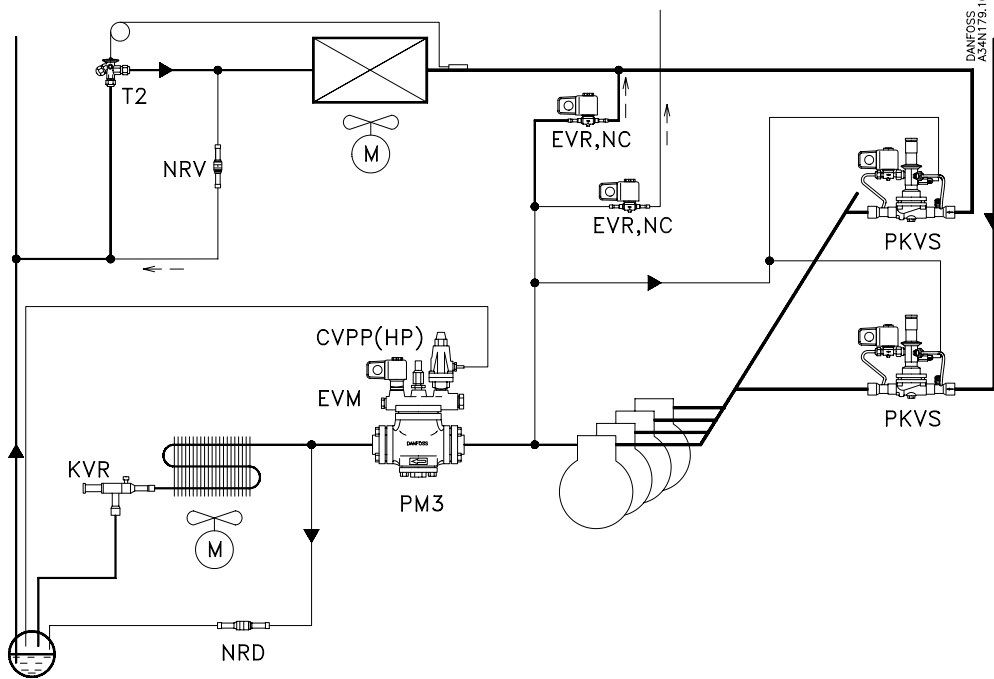 DANFOSS
A34N179.1
T2
M
EVR,NC
NRV
EVR,NC
PKVS
CVPP(HP)
EVM
DANFOSS
PKVS
KVR
PM3
M
NRD